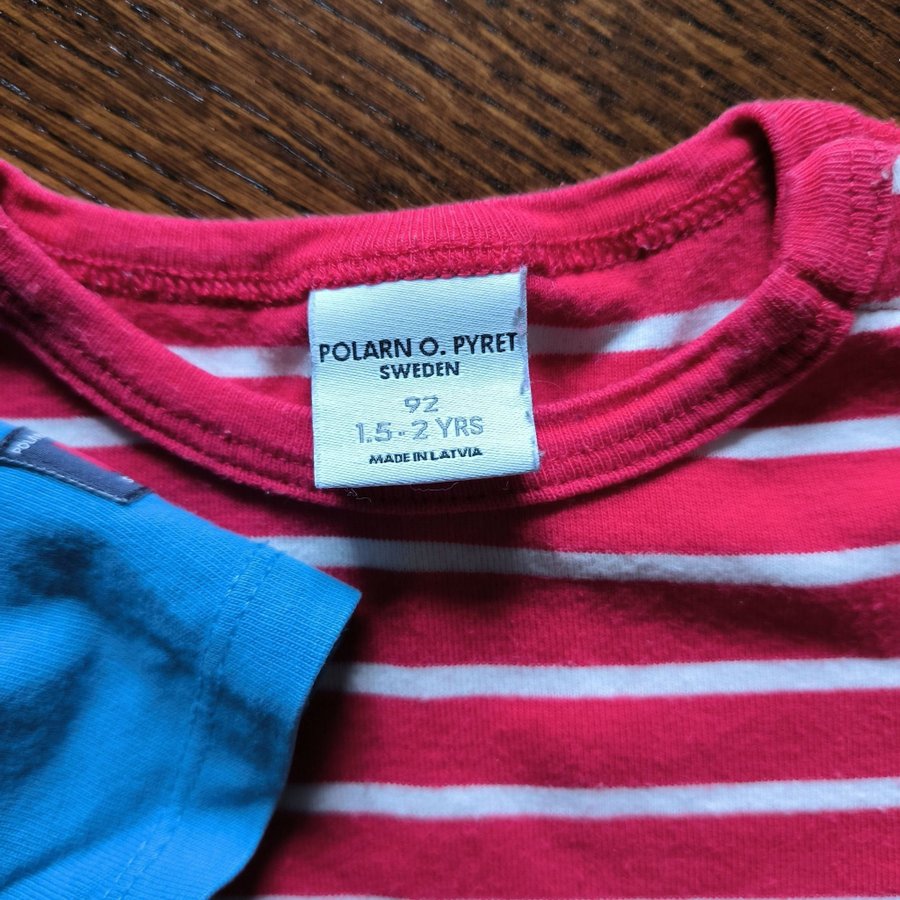 POLARN O. PYRET
SWEDEN
92
1.5 - 2 YRS
MADE IN LATVIA